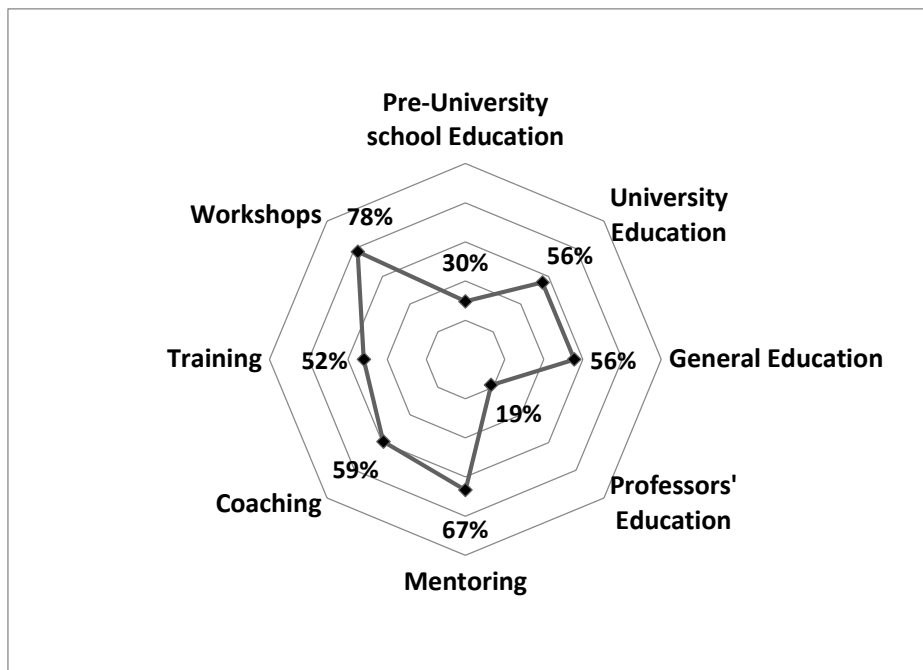 Pre-University
school Education
University
Education
General Education
Professors'
Education
Mentoring
Coaching
Training
Workshops
30%
56%
56%
19%
67%
59%
52%
78%